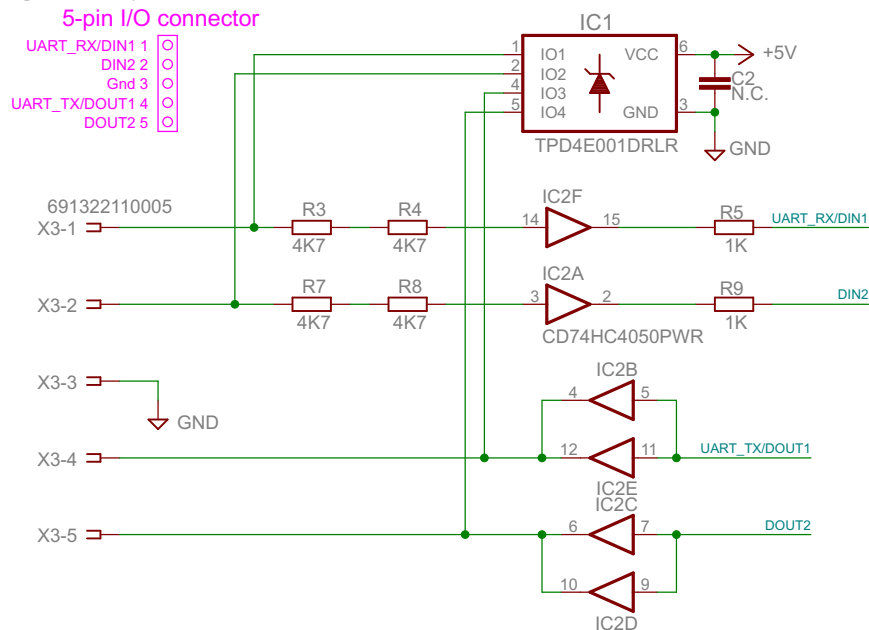 5-pin I/O connector
UART_RX/DIN1 1
DIN2 2
Gnd 3
UART_TX/DOUT1 4
DOUT2 5
IC1
1 IO1 VCC 6
2 IO2
4 IO3
5 IO4 GND 3
+5V
C2
N.C.
TPD4E001DRLR
GND
691322110005
X3-1
R3
4K7
R4
4K7
IC2F
14 15
R5
1K
UART_RX/DIN1
X3-2
R7
4K7
R8
4K7
IC2A
3 2
CD74HC4050PWR
R9
1K
DIN2
X3-3
GND
IC2B
4 5
X3-4
12 11
IC2E
UART_TX/DOUT1
IC2C
X3-5
6 7
DOUT2
10 9
IC2D